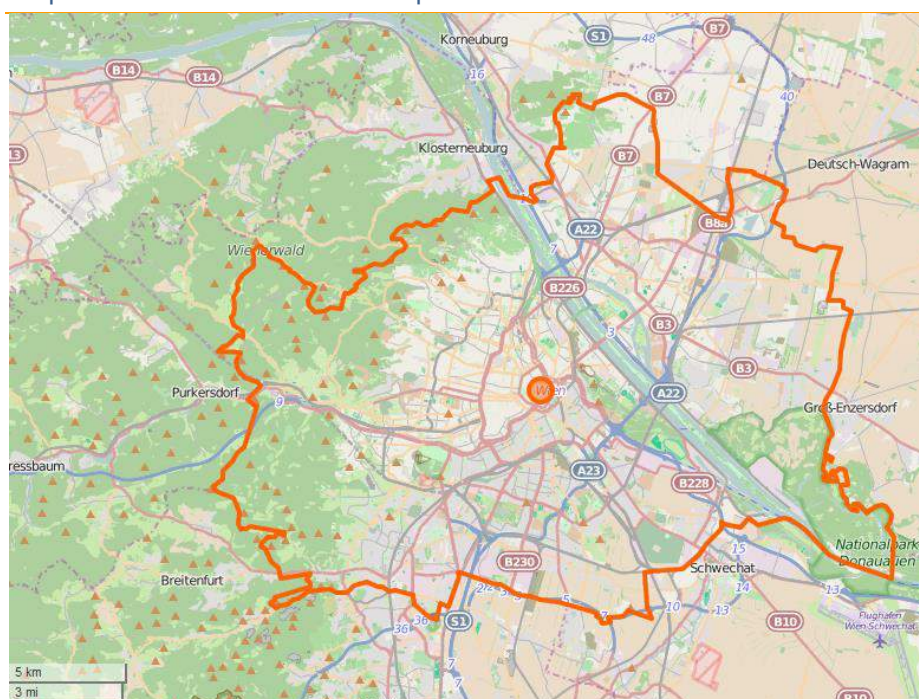 Korneuburg
S1
48
B7
B14
B14
16
B7
40
13
Klosterneuburg
B7
Deutsch-Wagram
Wienerwald
A22
7
B226
3
B3
B3
Purkersdorf
9
Wien
A22
Groß-Enzersdorf
ressbaum
A23
B228
Nationalpark
Donauauen
15
Schwechat
B230
Breitenfurt
2
5
7
10
13
14
13
36
36
S1
7
B10
Flughafen
Wien-Schwechat
5 km
3 mi
B10